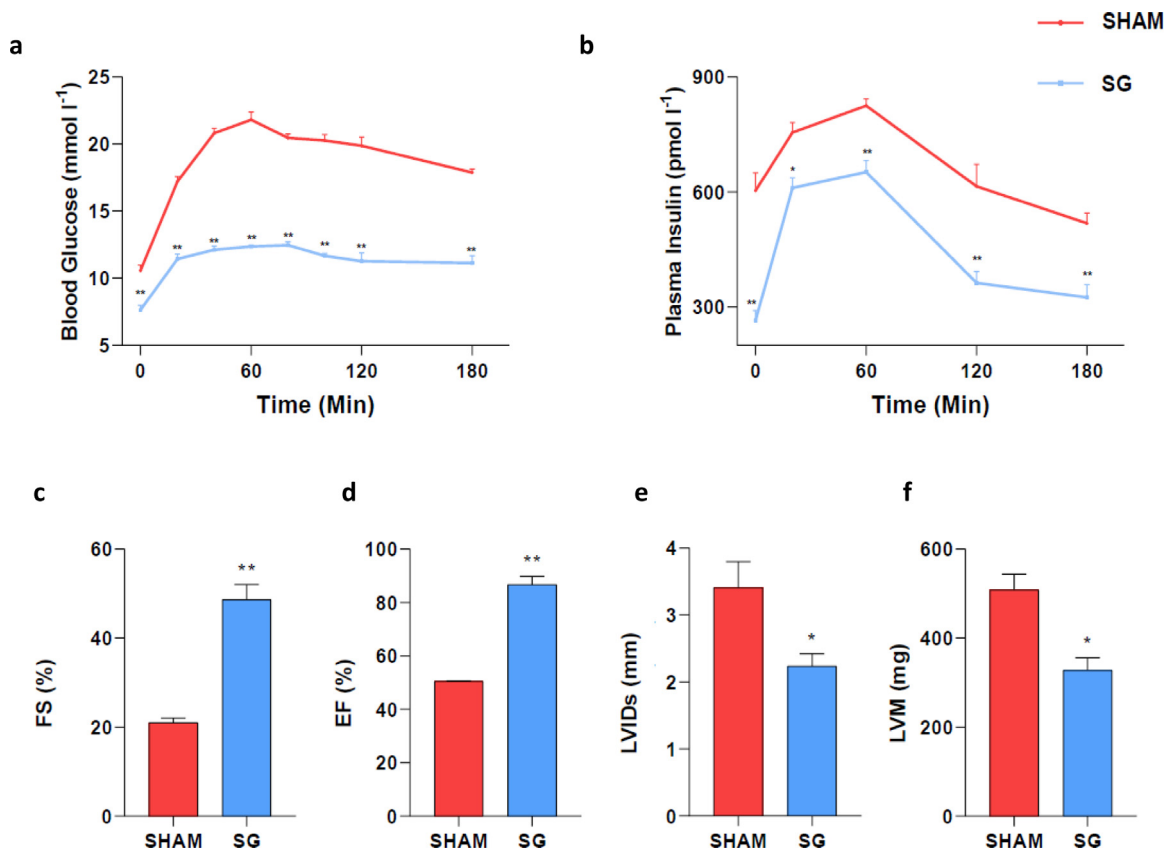 SHAM
SG
a
Blood Glucose (mmol l⁻¹)
25
20
15
10
5
**
**
**
**
**
**
**
**
0
60
120
180
Time (Min)
b
Plasma Insulin (pmol l⁻¹)
900
600
300
**
*
**
**
**
0
60
120
180
Time (Min)
c
FS (%)
60
40
20
0
**
SHAM
SG
d
EF (%)
100
80
60
40
20
0
**
SHAM
SG
e
LVIDs (mm)
4
3
2
1
0
*
SHAM
SG
f
LVM (mg)
600
400
200
0
*
SHAM
SG